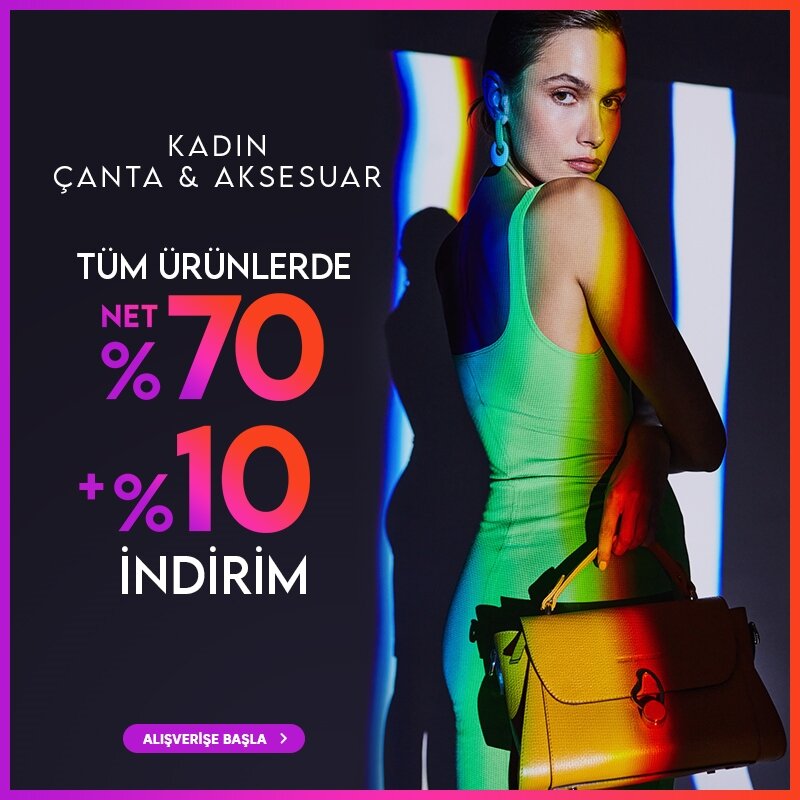 KADIN
ÇANTA & AKSESUAR
TÜM ÜRÜNLERDE
NET
%70
+%10
İNDİRİM
ALIŞVERİŞE BAŞLA >